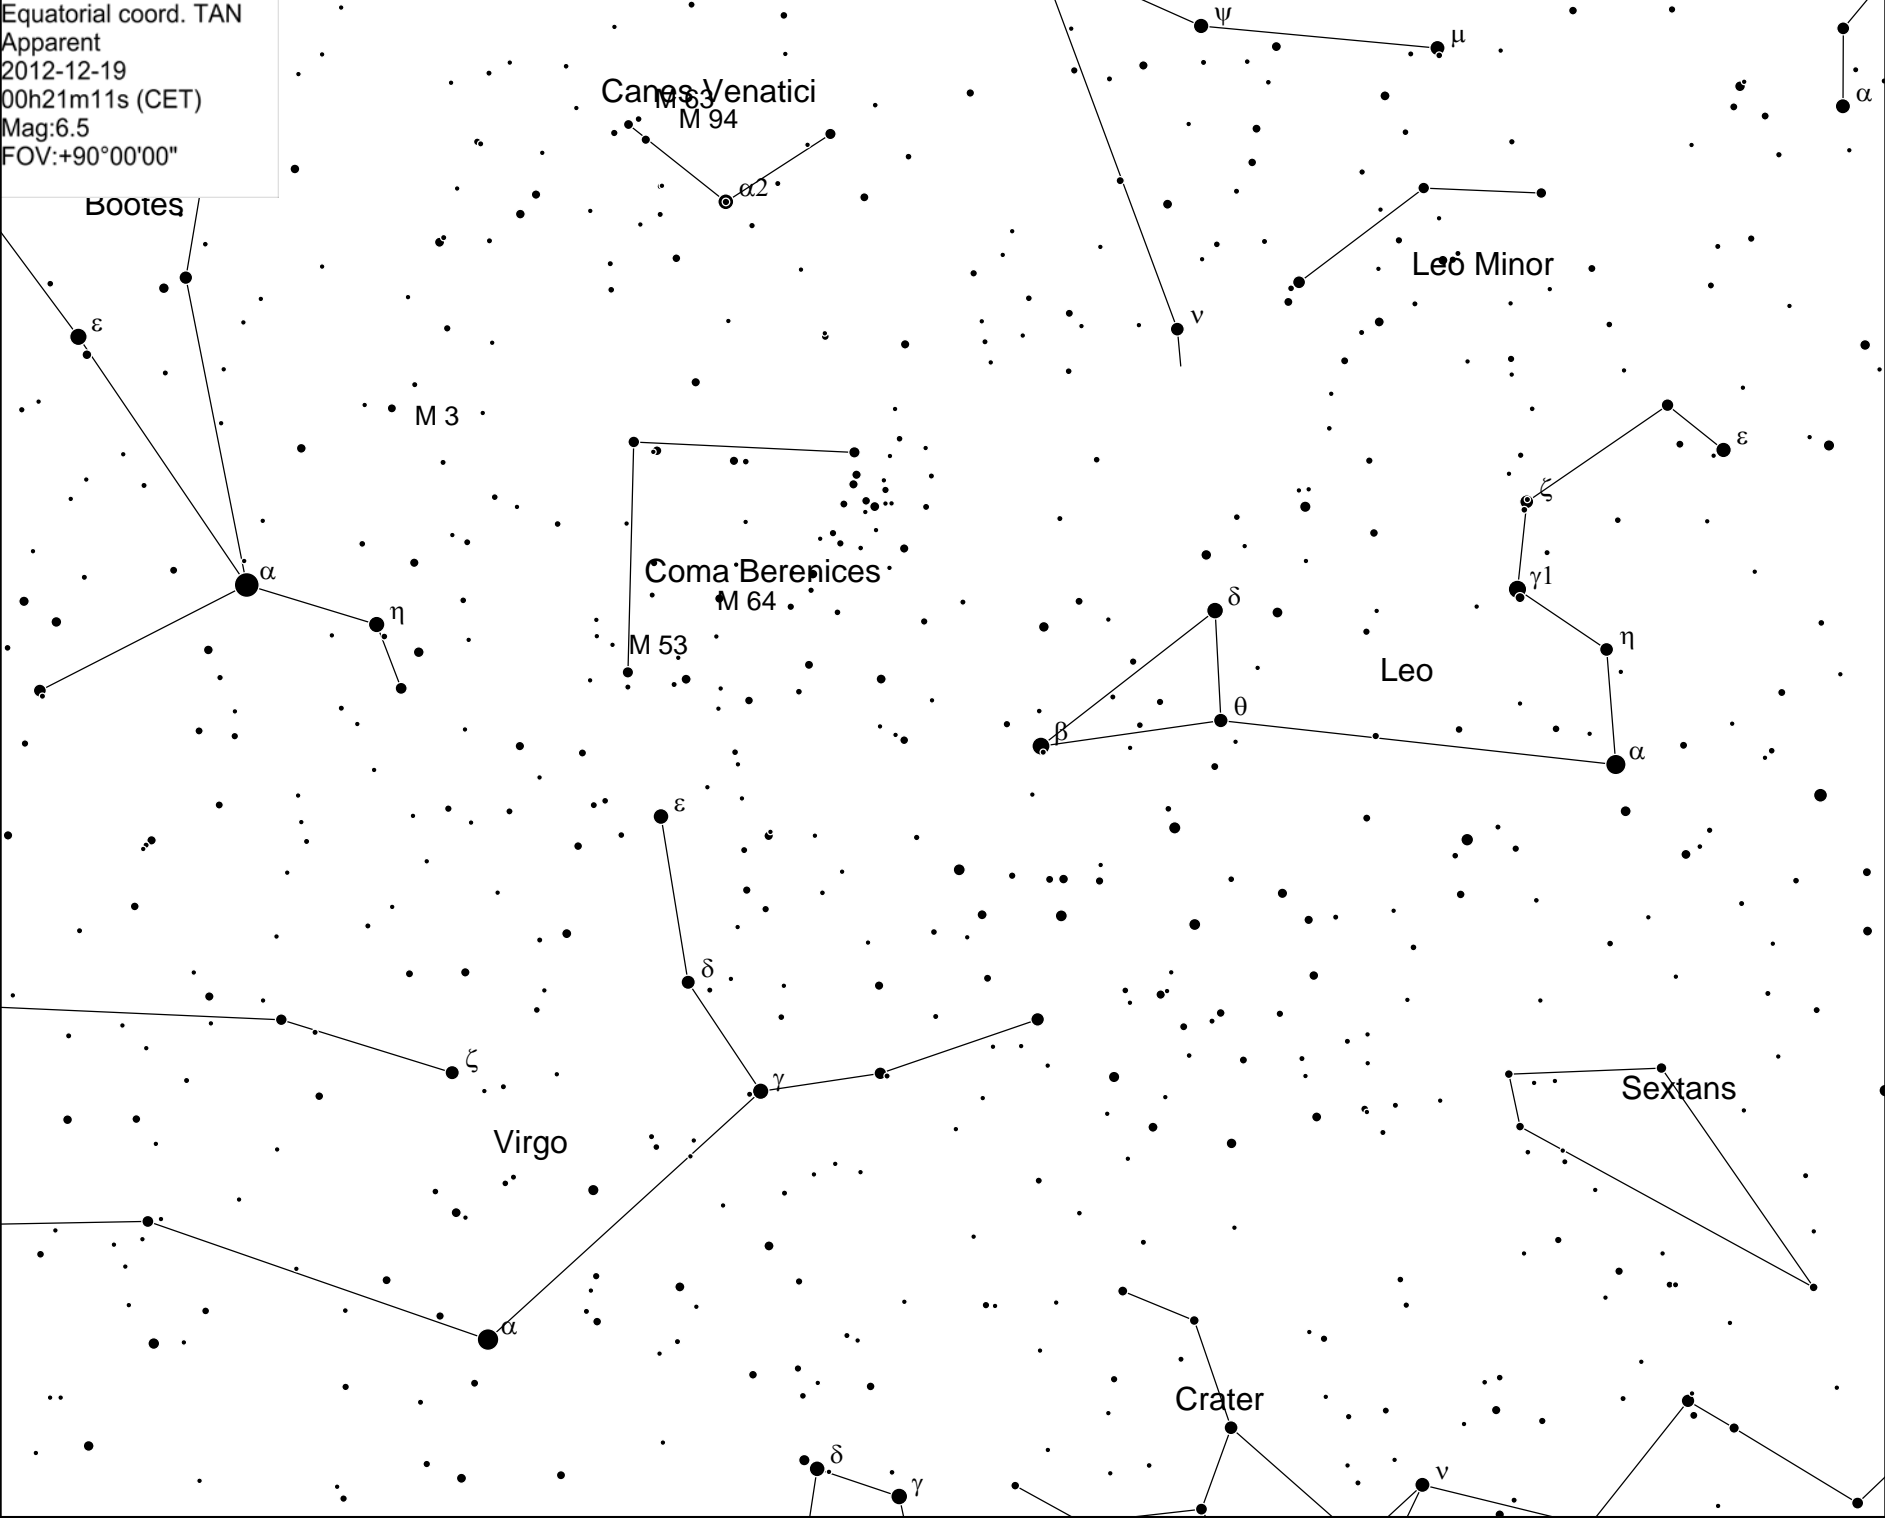 Equatorial coord. TAN
Apparent
2012-12-19
00h21m11s (CET)
Mag:6.5
FOV:+90°00'00"
ψ
μ
α
Canes Venatici
M 63
M 94
α2
Bootes
Leo Minor
ν
ε
M 3
ε
ζ
α
Coma Berenices
γ1
M 64
δ
η
η
M 53
Leo
θ
β
α
ε
δ
ζ
γ
Sextans
Virgo
α
Crater
δ
γ
ν